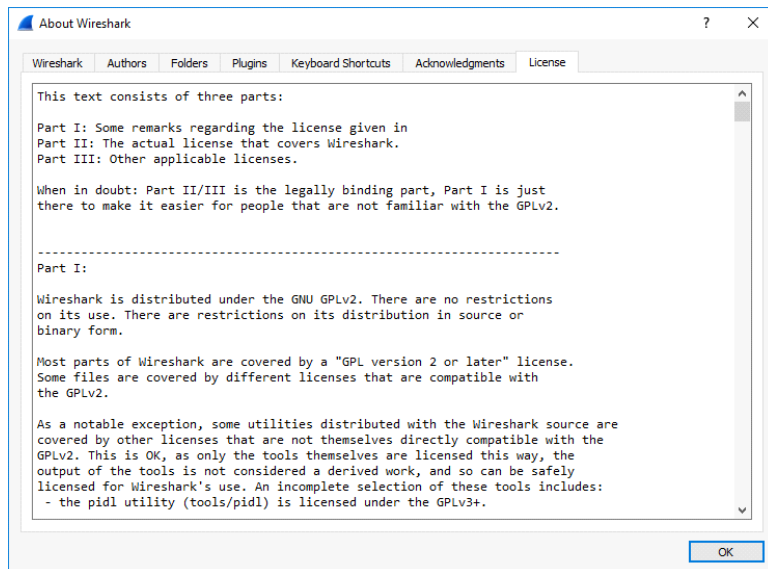 About Wireshark
?
Wireshark Authors Folders Plugins Keyboard Shortcuts Acknowledgments License
This text consists of three parts:
Part I: Some remarks regarding the license given in
Part II: The actual license that covers Wireshark.
Part III: Other applicable licenses.
When in doubt: Part II/III is the legally binding part, Part I is just
there to make it easier for people that are not familiar with the GPLv2.
----------------------------------------------------------------------
Part I:
Wireshark is distributed under the GNU GPLv2. There are no restrictions
on its use. There are restrictions on its distribution in source or
binary form.
Most parts of Wireshark are covered by a "GPL version 2 or later" license.
Some files are covered by different licenses that are compatible with
the GPLv2.
As a notable exception, some utilities distributed with the Wireshark source are
covered by other licenses that are not themselves directly compatible with the
GPLv2. This is OK, as only the tools themselves are licensed this way, the
output of the tools is not considered a derived work, and so can be safely
licensed for Wireshark's use. An incomplete selection of these tools includes:
- the pidl utility (tools/pidl) is licensed under the GPLv3+.
OK